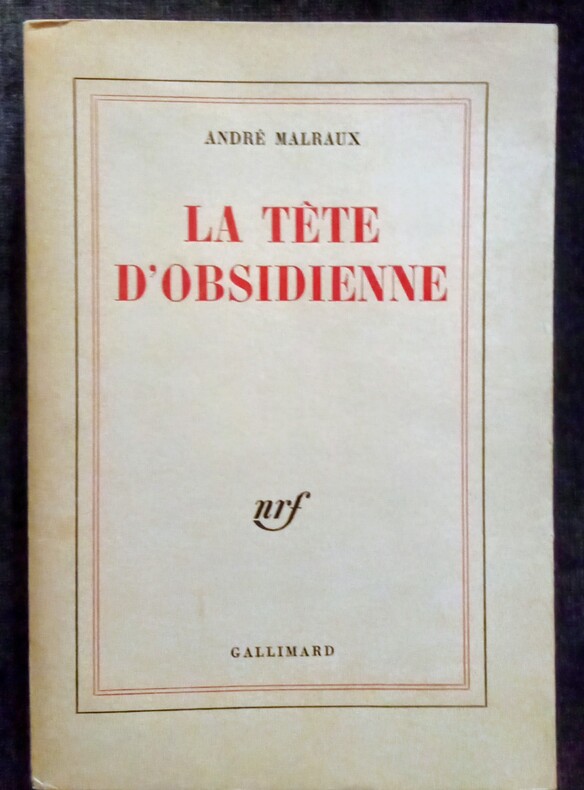 ANDRÉ MALRAUX
LA TÊTE
D'OBSIDIENNE
nrf
GALLIMARD